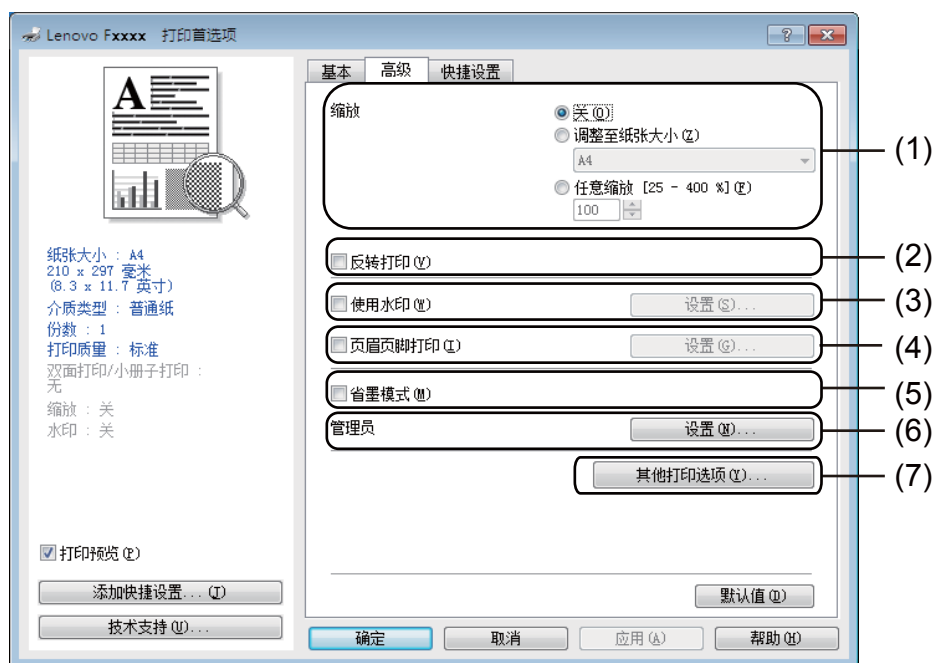 Lenovo Fxxxx 打印首选项
基本 高级 快捷设置
A
缩放
关(O)
调整至纸张大小(Z)
A4
任意缩放 [25 - 400 %](F)
100
(1)
反转打印(V)
(2)
使用水印(W) 设置(S)...
(3)
页眉页脚打印(I) 设置(G)...
(4)
省墨模式(M)
(5)
管理员 设置(N)...
(6)
其他打印选项(Y)...
(7)
纸张大小 : A4
210 x 297 毫米
(8.3 x 11.7 英寸)
介质类型 : 普通纸
份数 : 1
打印质量 : 标准
双面打印/小册子打印 :
无
缩放 : 关
水印 : 关
打印预览(P)
添加快捷设置... (T)
技术支持(U)...
默认值(D)
确定 取消 应用(A) 帮助(H)